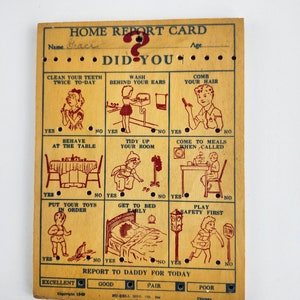 HOME REPORT CARD
Name Age
?
DID YOU
CLEAN YOUR TEETH
TWICE TO-DAY
YES NO
WASH
BEHIND YOUR EARS
YES NO
COMB
YOUR HAIR
YES NO
BEHAVE
AT THE TABLE
YES NO
TIDY UP
YOUR ROOM
YES NO
COME TO MEALS
WHEN CALLED
YES NO
PUT YOUR TOYS
IN ORDER
YES NO
GET TO BED
EARLY
YES NO
PLAY
SAFETY FIRST
YES NO
REPORT TO DADDY FOR TODAY
EXCELLENT GOOD FAIR POOR
Copyright